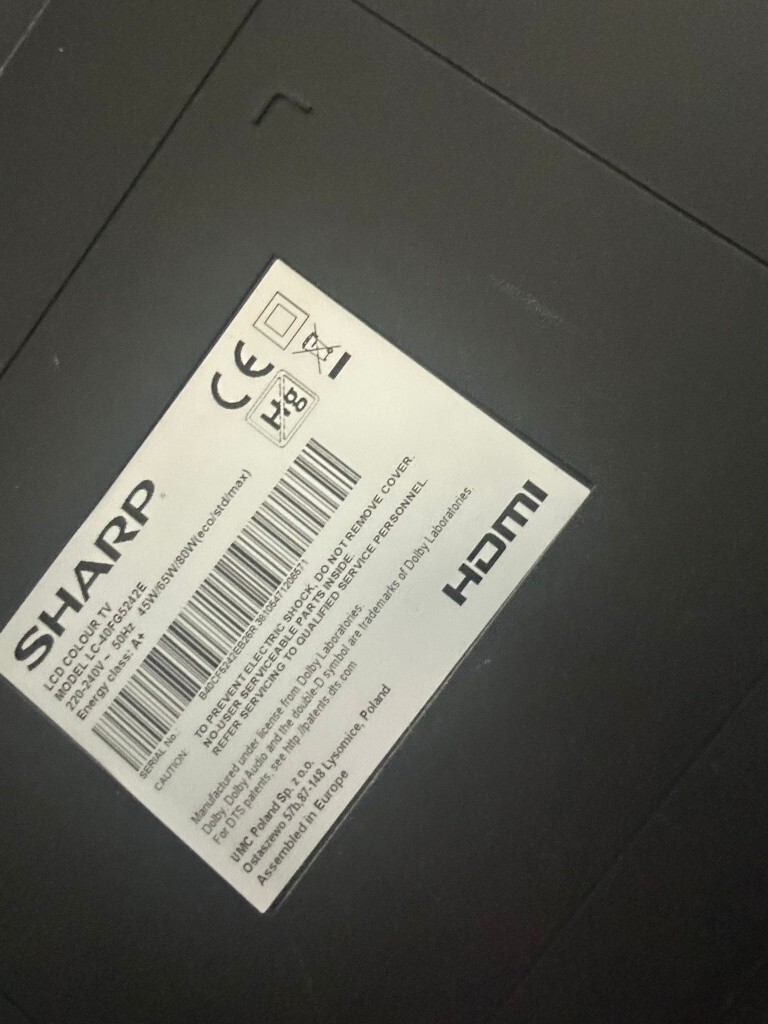 SHARP
LCD COLOUR TV
MODEL LC-40FG5242E
220-240V ~ 50Hz 45W/65W/80W(eco/std/max)
Energy class: A+
CE
Hg
SERIAL No.:
B40CF5242EB26R 38106471206571
CAUTION: TO PREVENT ELECTRIC SHOCK, DO NOT REMOVE COVER.
NO-USER SERVICEABLE PARTS INSIDE.
REFER SERVICING TO QUALIFIED SERVICE PERSONNEL.
Manufactured under license from Dolby Laboratories.
Dolby, Dolby Audio and the double-D symbol are trademarks of Dolby Laboratories.
For DTS patents, see http://patents.dts.com
HDMI
UMC Poland Sp. z o.o.
Ostaszewo 57b,87-148 Lysomice, Poland
Assembled in Europe